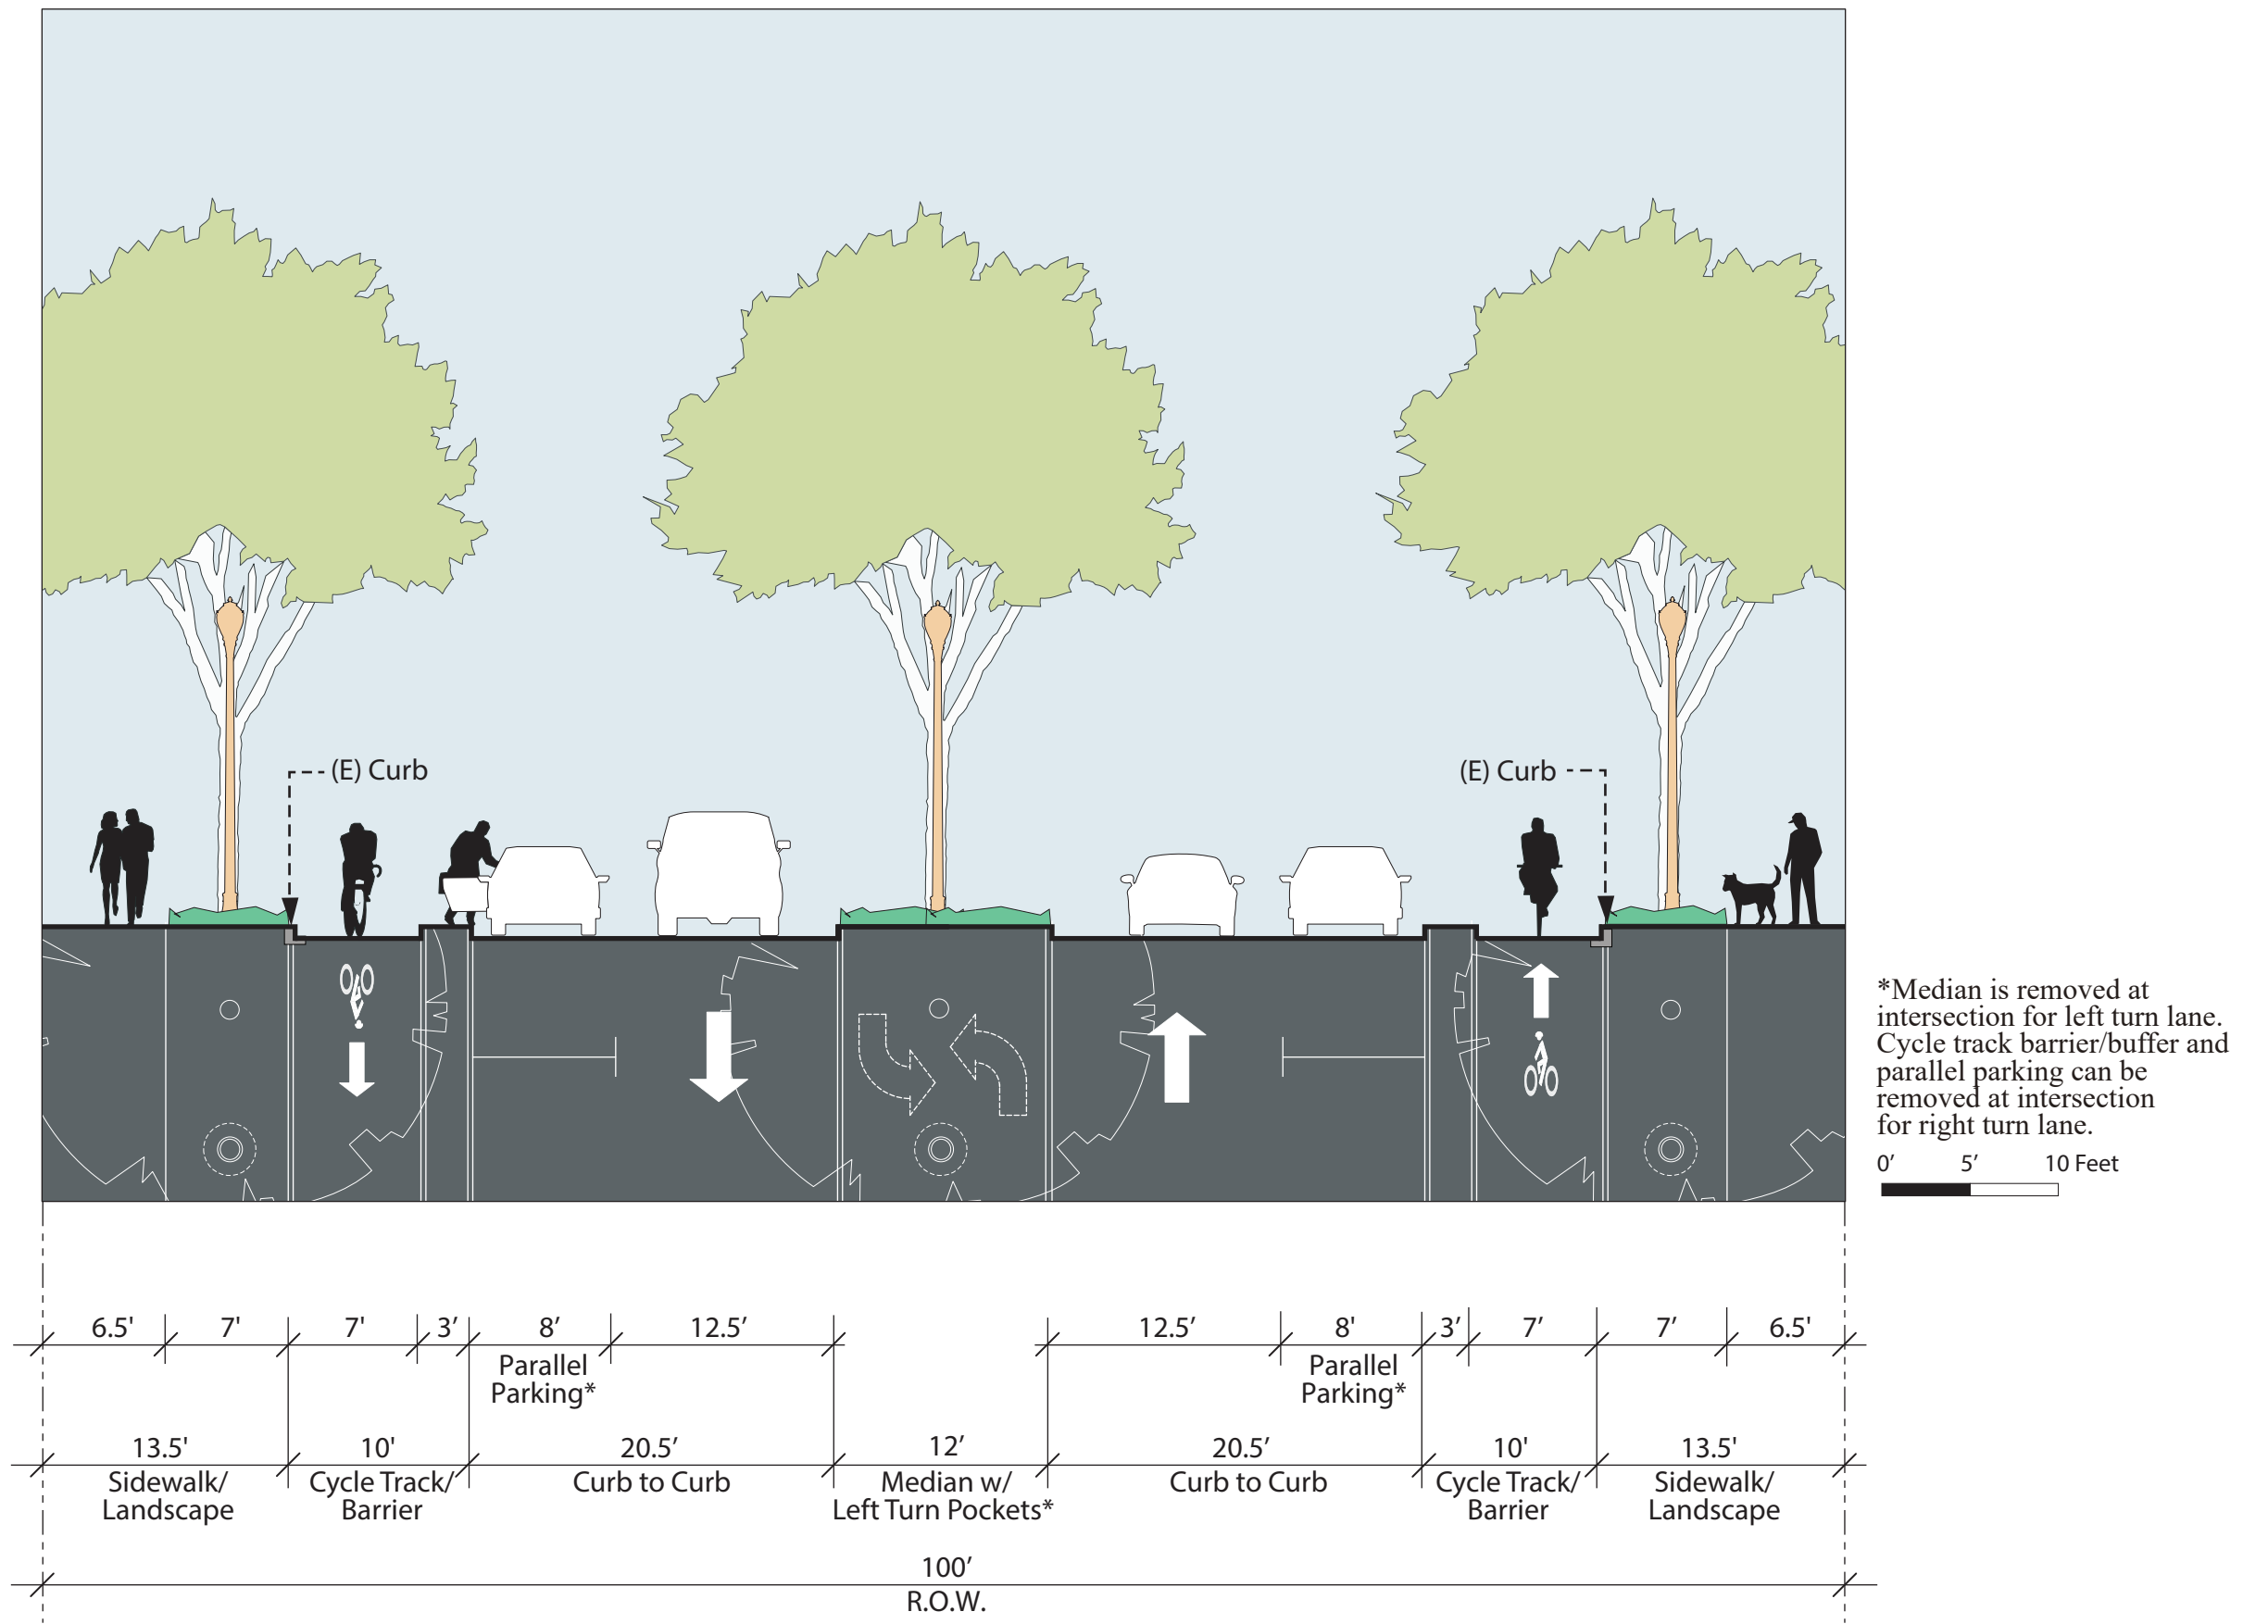 (E) Curb
(E) Curb
*Median is removed at
intersection for left turn lane.
Cycle track barrier/buffer and
parallel parking can be
removed at intersection
for right turn lane.
0’ 5’ 10 Feet
6.5' 7' 7' 3’ 8’ 12.5’ 12.5’ 8' 3’ 7’ 7’ 6.5'
Parallel
Parking*
Parallel
Parking*
13.5' 10' 20.5’ 12’ 20.5’ 10' 13.5'
Sidewalk/
Landscape
Cycle Track/
Barrier
Curb to Curb
Median w/
Left Turn Pockets*
Curb to Curb
Cycle Track/
Barrier
Sidewalk/
Landscape
100’
R.O.W.